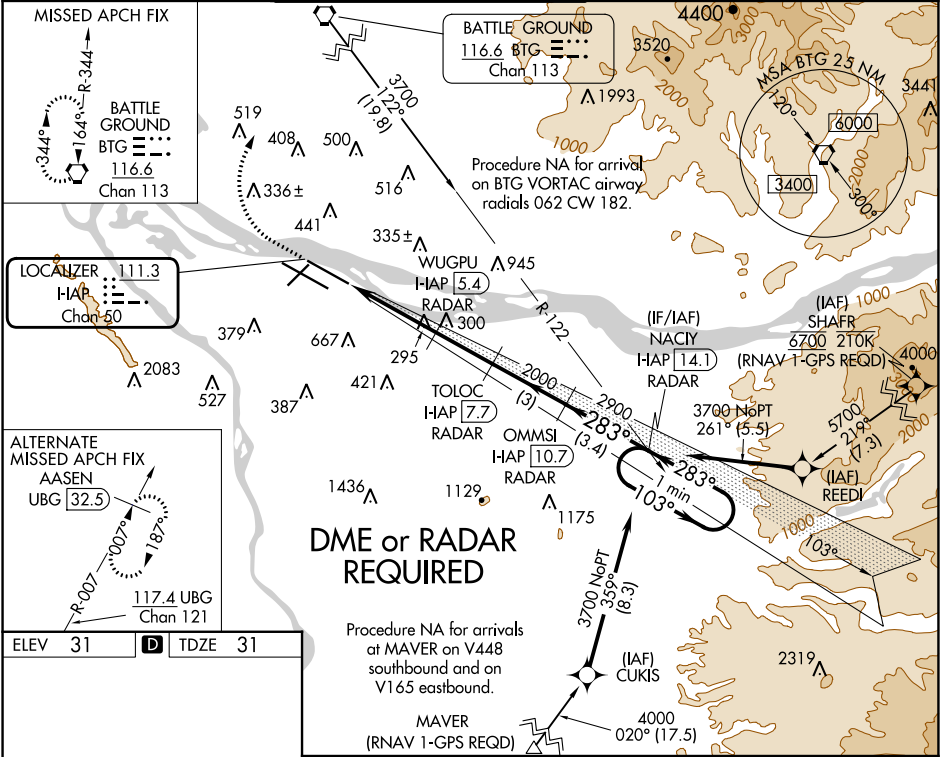 MISSED APCH FIX
R-344
344°
164°
BATTLE
GROUND
BTG
116.6
Chan 113
BATTLE GROUND
116.6 BTG
Chan 113
3700
122°
(19.8)
4400
3000
3520
2000
1993
1000
3441
MSA BTG 25 NM
120°
6000
3400
300°
2000
Procedure NA for arrival
on BTG VORTAC airway
radials 062 CW 182.
519
408
500
516
336±
441
335±
945
R-122
LOCALIZER 111.3
I-IAP
Chan 50
WUGPU
I-IAP 5.4
RADAR
300
295
379
667
2083
527
387
421
TOLOC
I-IAP 7.7
RADAR
2000
(3)
OMMSI
I-IAP 10.7
RADAR
2900
(3.4)
283°
(IF/IAF)
NACIY
I-IAP 14.1
RADAR
283°
1 min
103°
(IAF)
SHAFR
6700 210K
(RNAV 1-GPS REQD)
1000
4000
2000
5700
219°
(7.3)
3700 NoPT
261° (5.5)
(IAF)
REEDI
1000
103°
ALTERNATE
MISSED APCH FIX
AASEN
UBG 32.5
007°
187°
R-007
117.4 UBG
Chan 121
1436
1129
1175
DME or RADAR
REQUIRED
3700 NoPT
359°
(8.3)
(IAF)
CUKIS
2319
Procedure NA for arrivals
at MAVER on V448
southbound and on
V165 eastbound.
MAVER
(RNAV 1-GPS REQD)
4000
020° (17.5)
ELEV 31 D TDZE 31